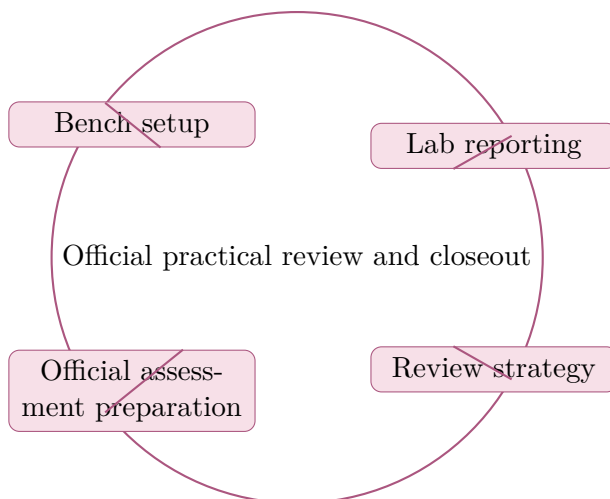 Bench setup
Lab reporting
Official practical review and closeout
Official assess-
ment preparation
Review strategy